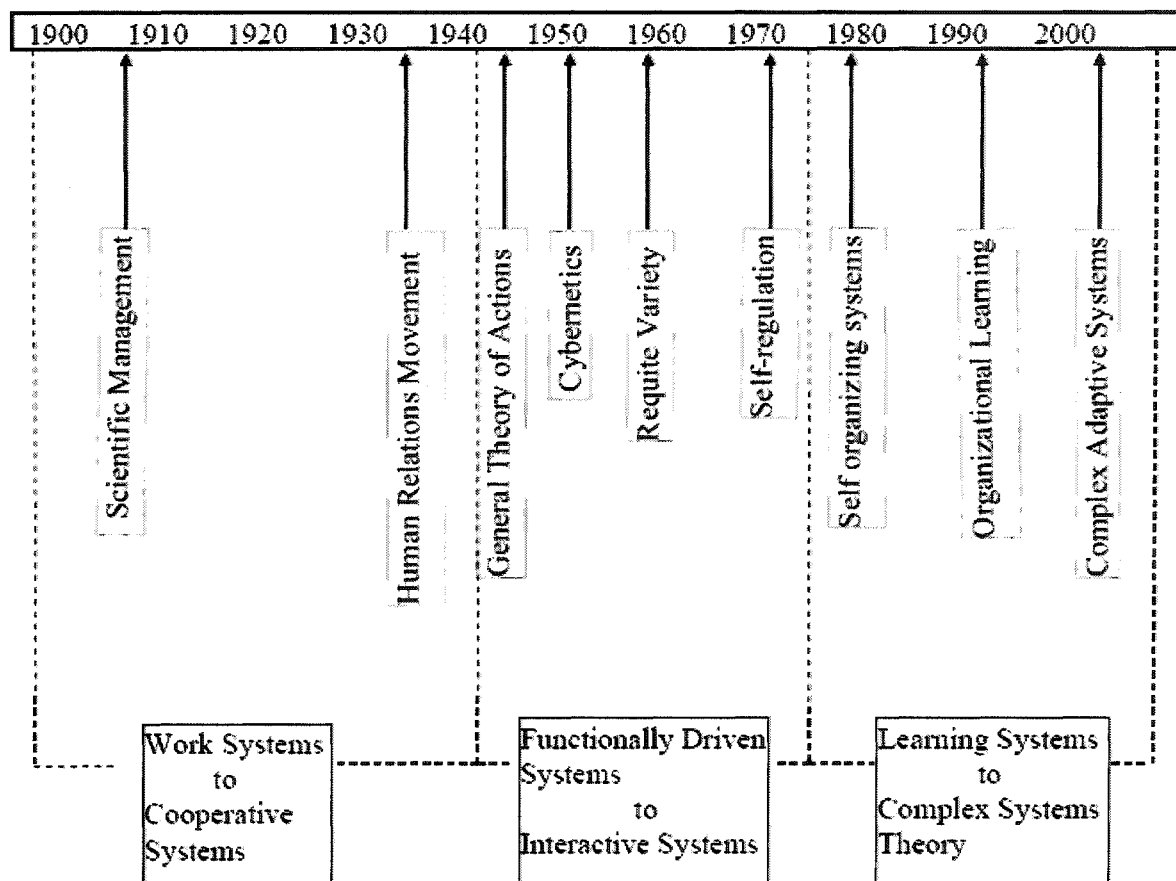 1900 1910 1920 1930 1940 1950 1960 1970 1980 1990 2000
Scientific Management
Human Relations Movement
General Theory of Actions
Cybernetics
Requite Variety
Self-regulation
Self organizing systems
Organizational Learning
Complex Adaptive Systems
Work Systems
to
Cooperative
Systems
Functionally Driven
Systems
to
Interactive Systems
Learning Systems
to
Complex Systems
Theory